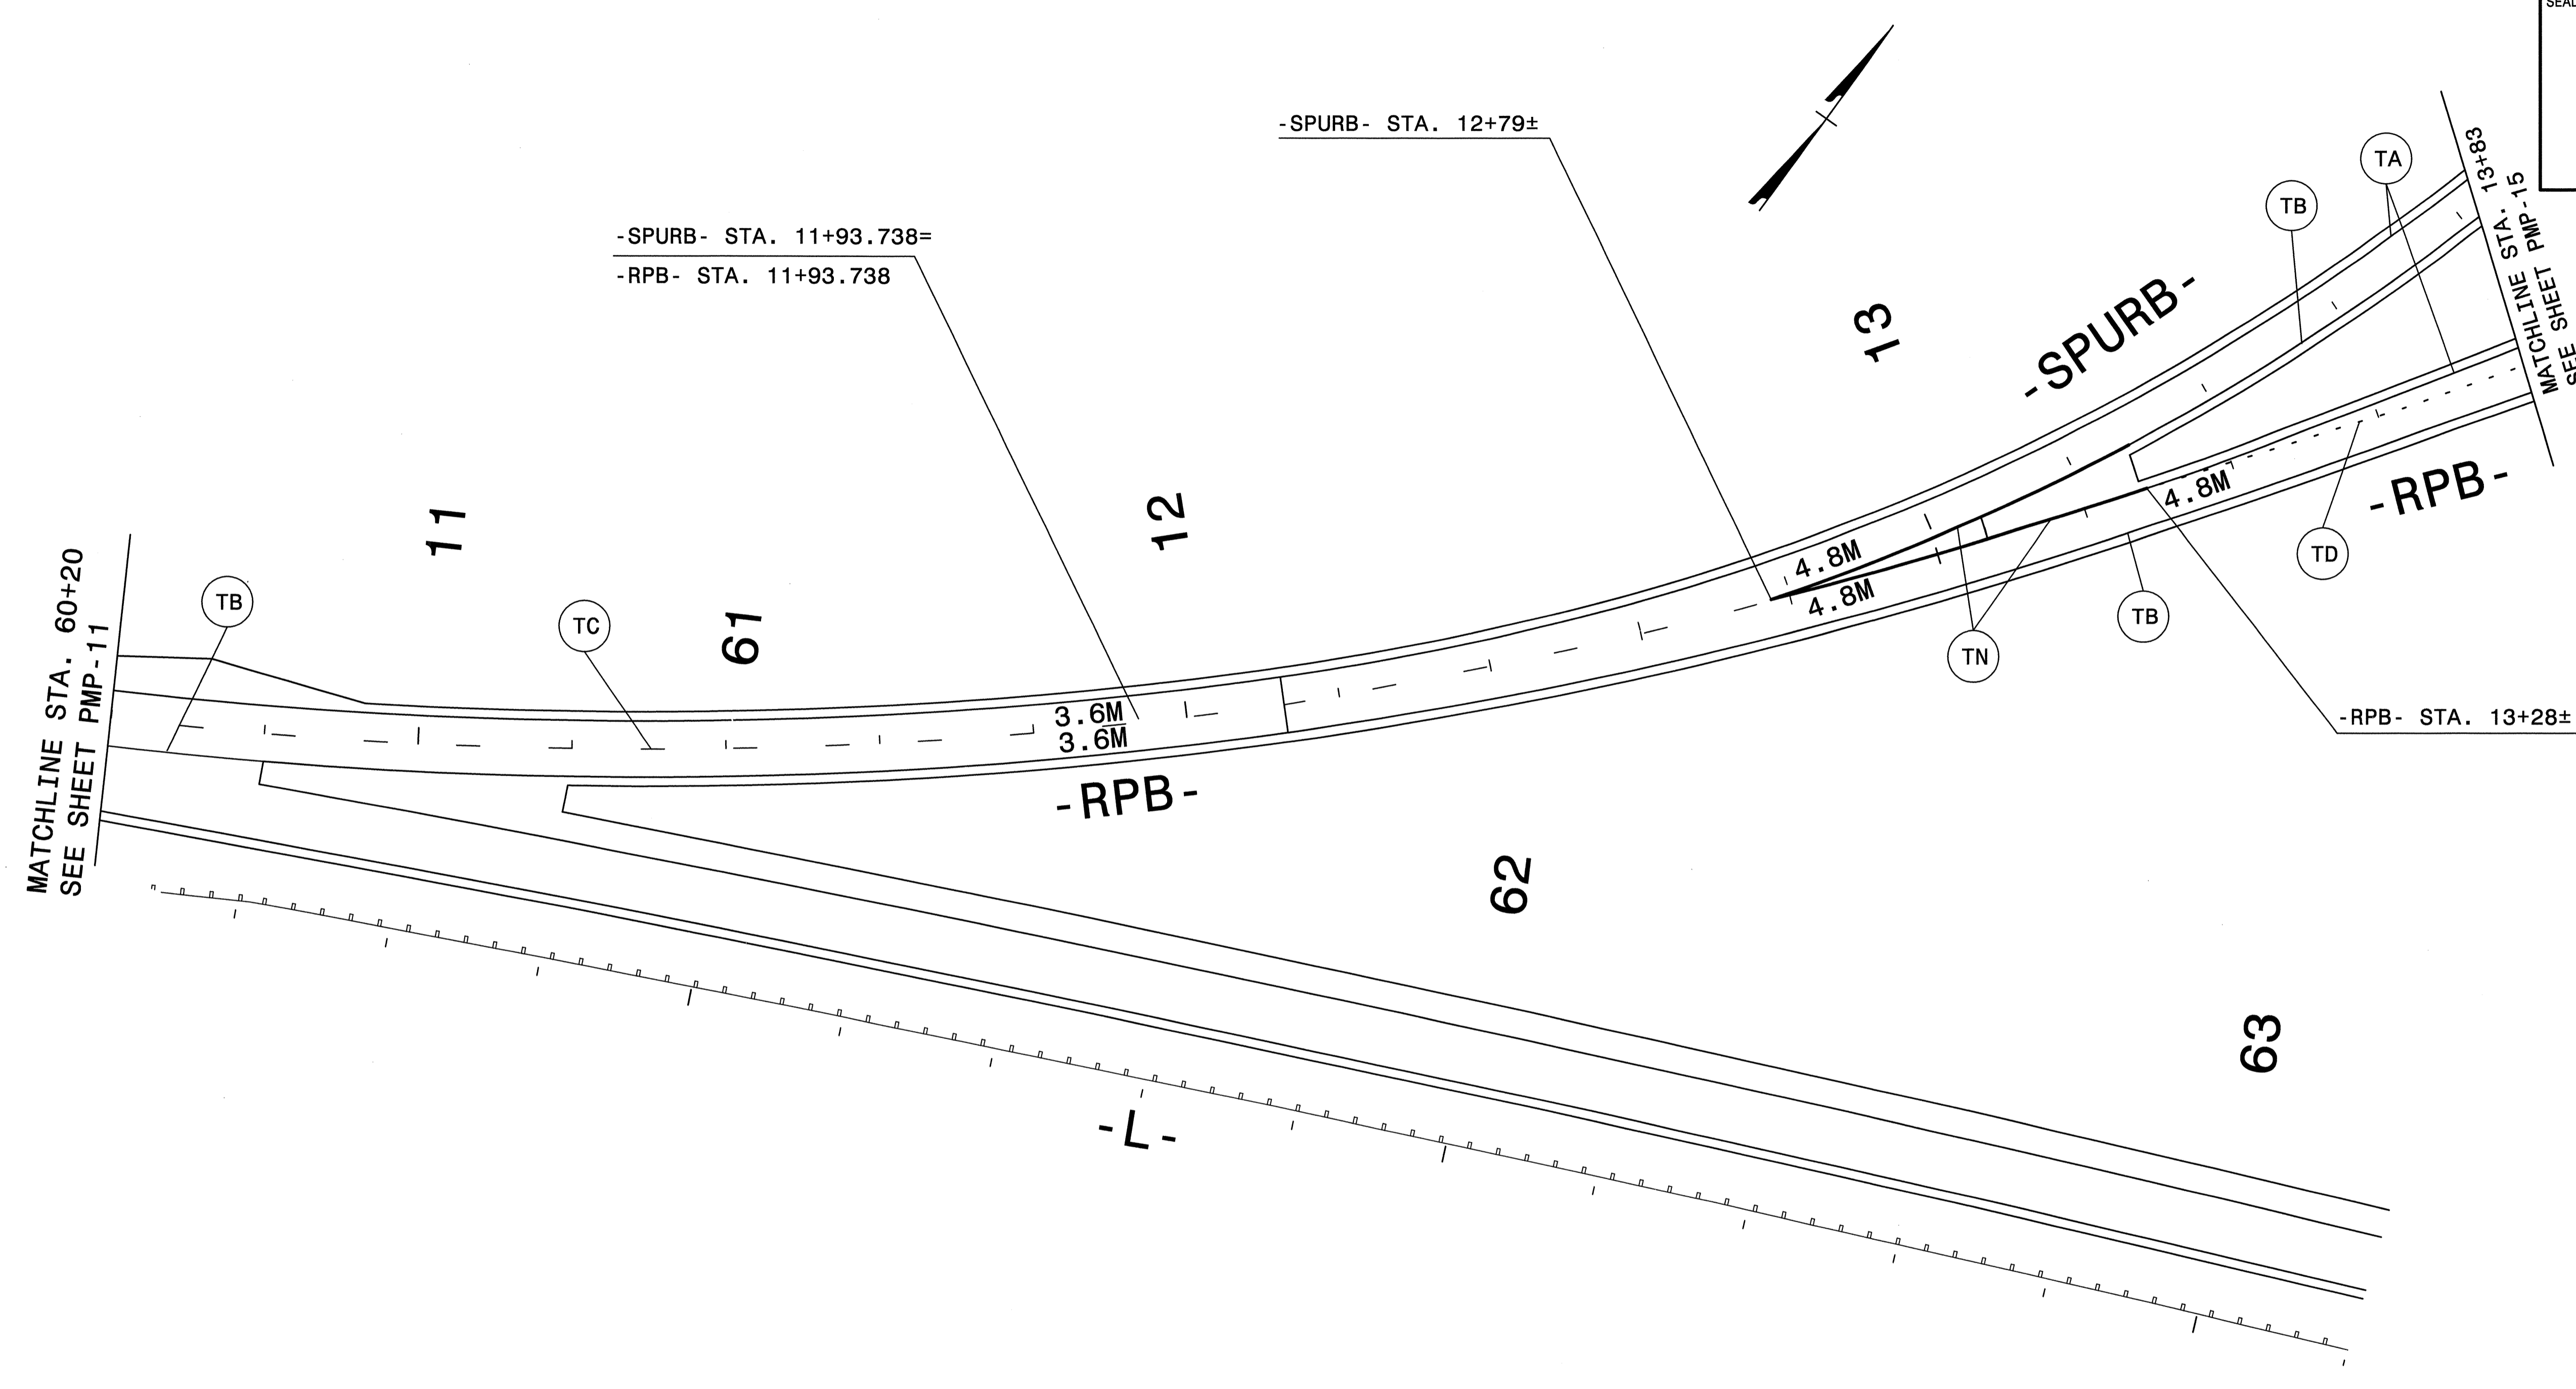 SEAL
-SPURB- STA. 12+79±
TA
MATCHLINE STA. 13+83
SEE SHEET PMP-15
TB
-SPURB- STA. 11+93.738=
-RPB- STA. 11+93.738
13
-SPURB-
4.8M
-RPB-
11
12
MATCHLINE STA. 60+20
SEE SHEET PMP-11
TB
TC
61
4.8M
4.8M
TD
TB
TN
3.6M
3.6M
-RPB- STA. 13+28±
-RPB-
62
63
-L-